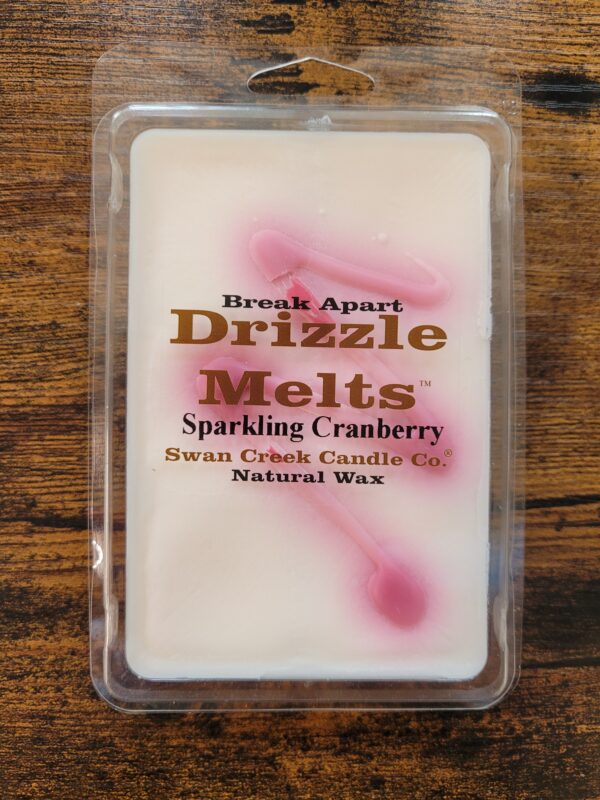 Break Apart
Drizzle
Melts™
Sparkling Cranberry
Swan Creek Candle Co.®
Natural Wax